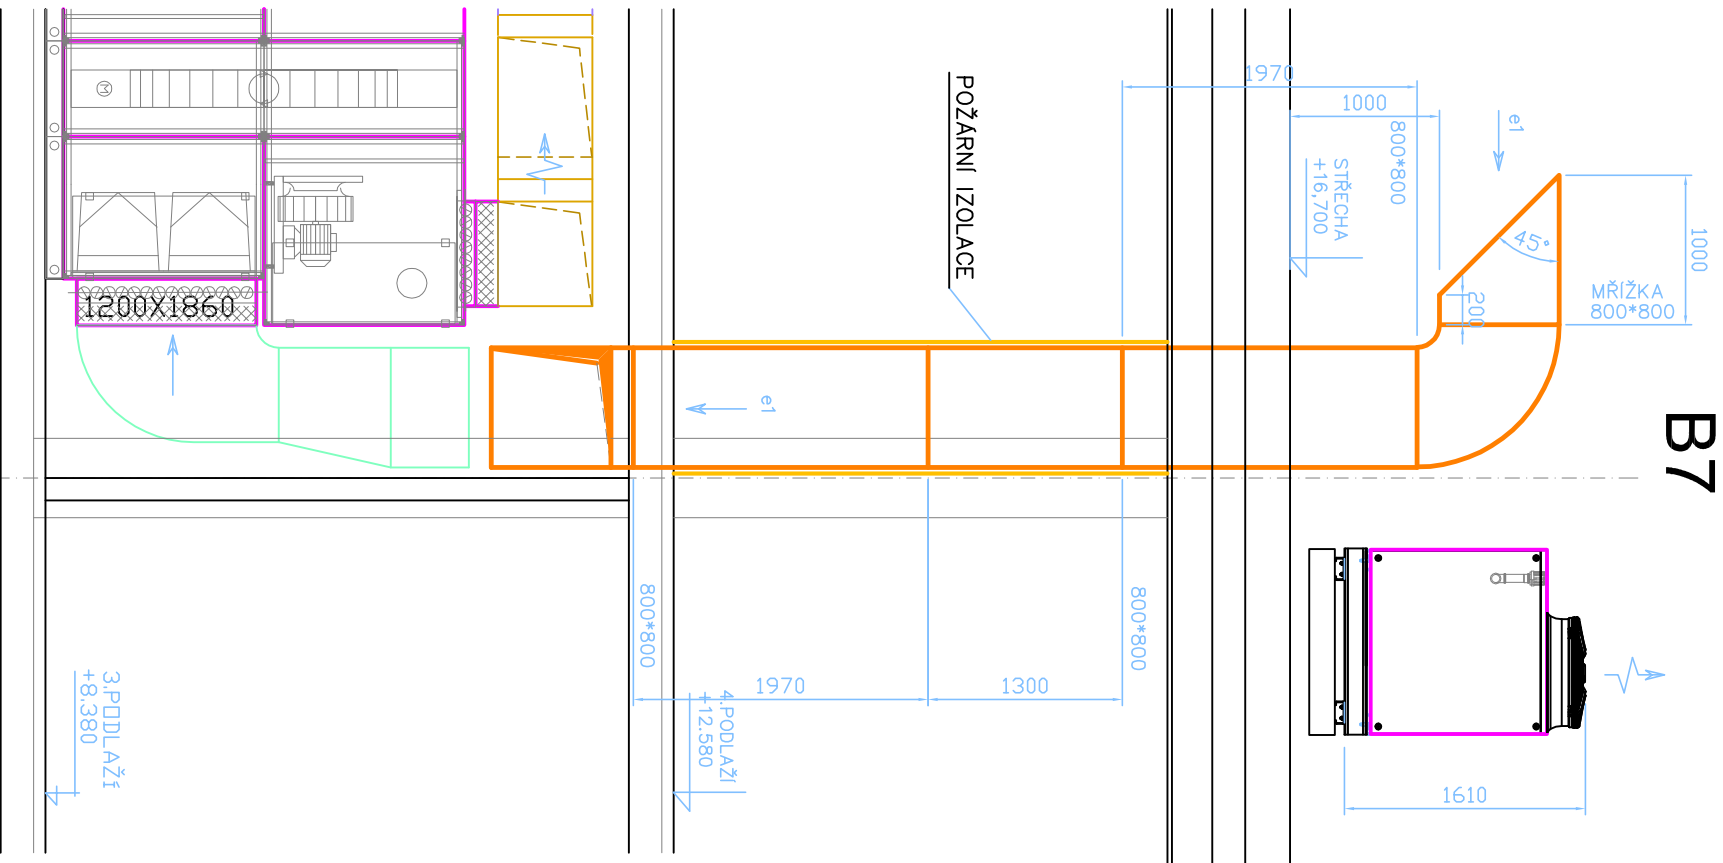 1970
1000
800*800
e1
STŘECHA
+16,700
45°
1000
MŘÍŽKA
800*800
200
POŽÁRNÍ IZOLACE
M
1200X1860
e1
B7
800*800
800*800
1970
1300
4.PODLAŽÍ
+12.580
3.PODLAŽÍ
+8.380
1610